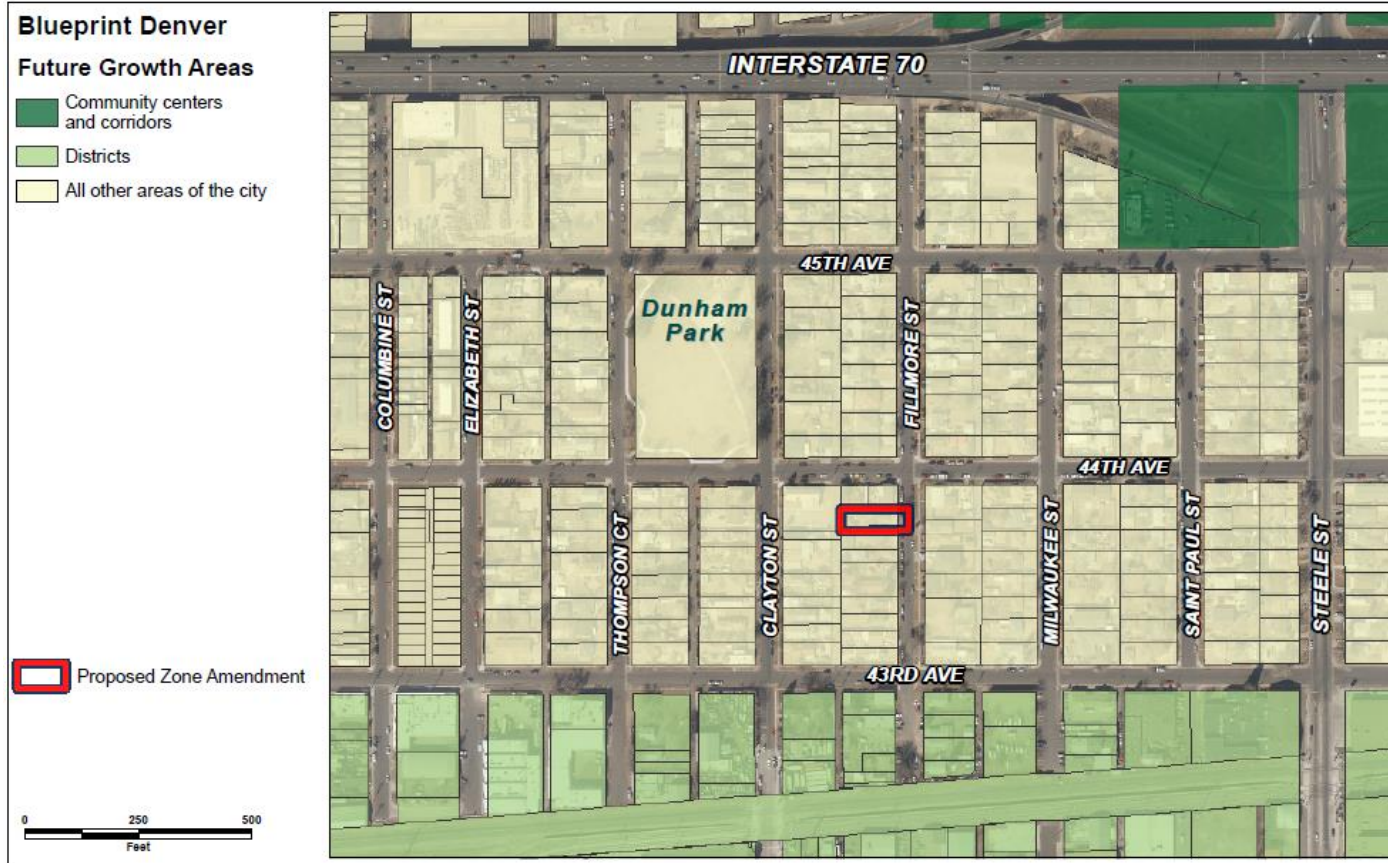 Blueprint Denver
Future Growth Areas
Community centers
and corridors
Districts
All other areas of the city
Proposed Zone Amendment
0 250 500
Feet
INTERSTATE 70
45TH AVE
Dunham
Park
COLUMBINE ST
ELIZABETH ST
FILLMORE ST
44TH AVE
THOMPSON CT
CLAYTON ST
MILWAUKEE ST
SAINT PAUL ST
STEELE ST
43RD AVE